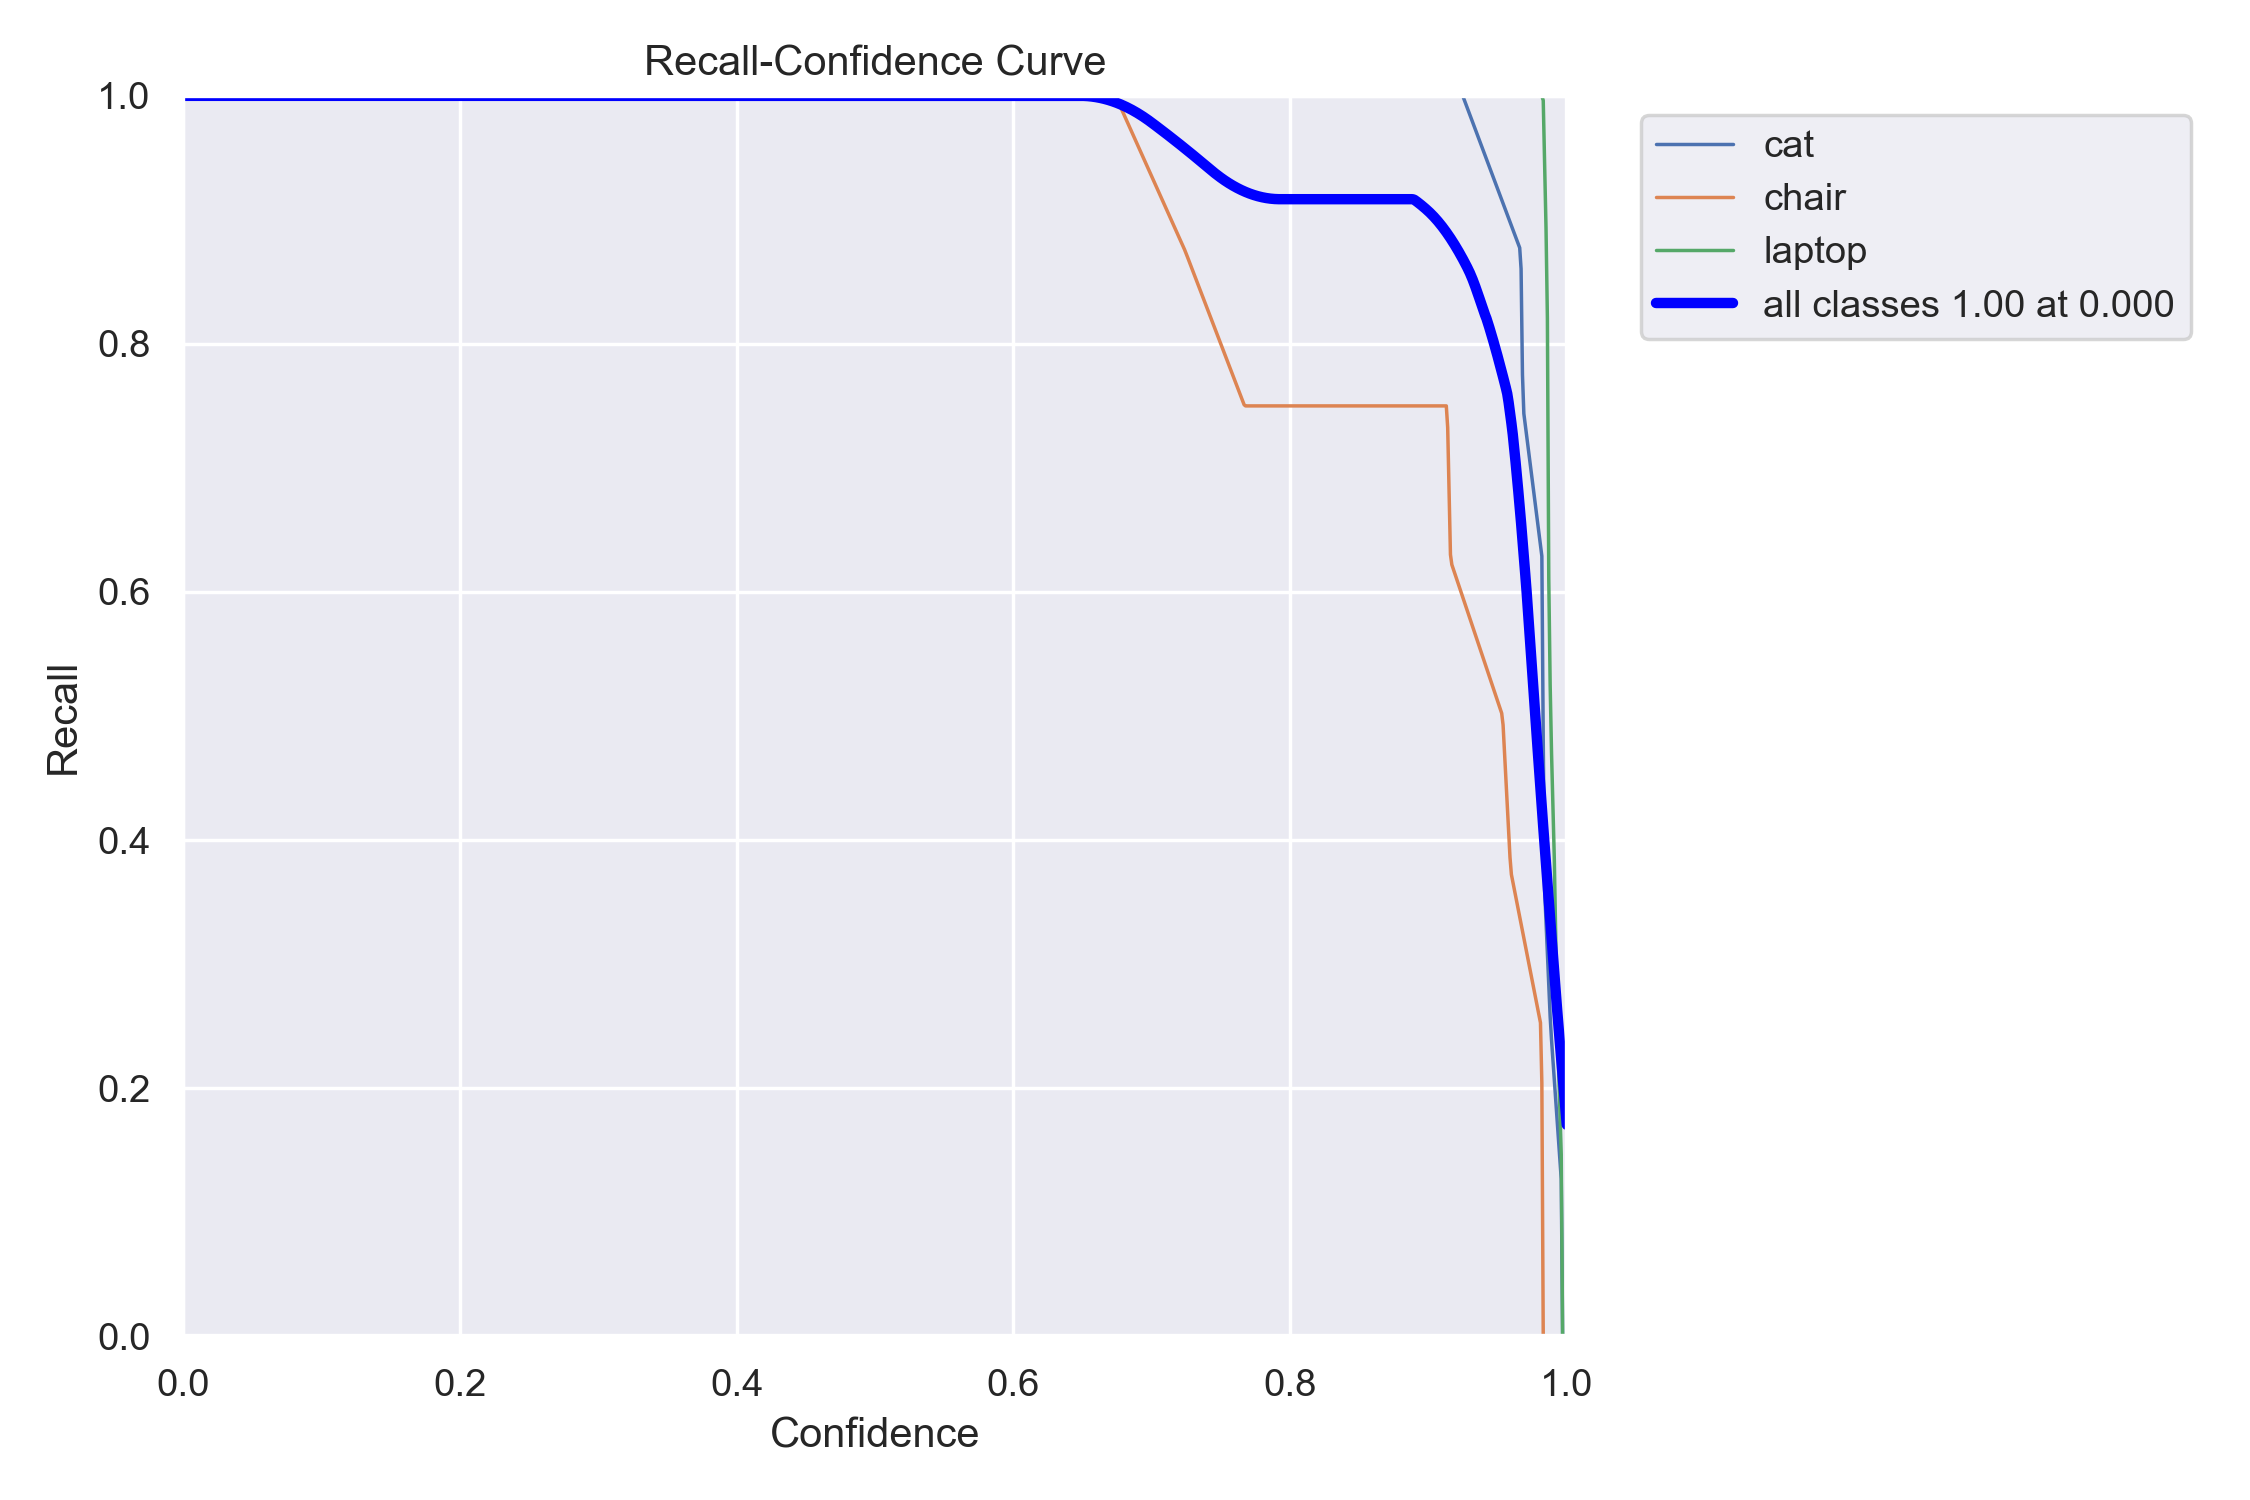 Recall-Confidence Curve
1.0
0.8
0.6
0.4
0.2
0.0
Recall
0.0 0.2 0.4 0.6 0.8 1.0
Confidence
cat
chair
laptop
all classes 1.00 at 0.000